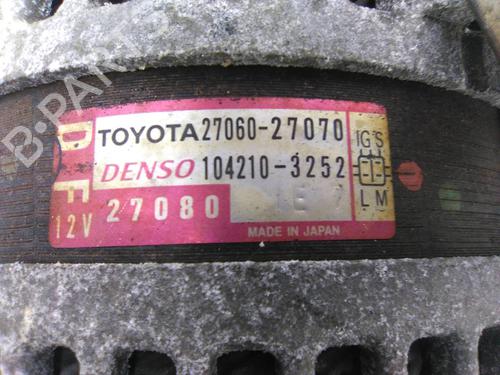 B-PARTS
TOYOTA 27060-27070
DENSO 104210-3252
27080
12V
IG S
L M
MADE IN JAPAN